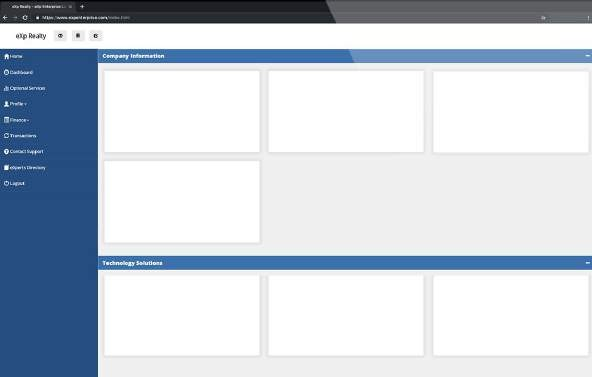 eXp Realty - eXp Enterprise
https://www.expenterprise.com/index.html
eXp Realty
Home
Dashboard
Optional Services
Profile
Finance
Transactions
Contact Support
eXperts Directory
Logout
Company Information
Technology Solutions